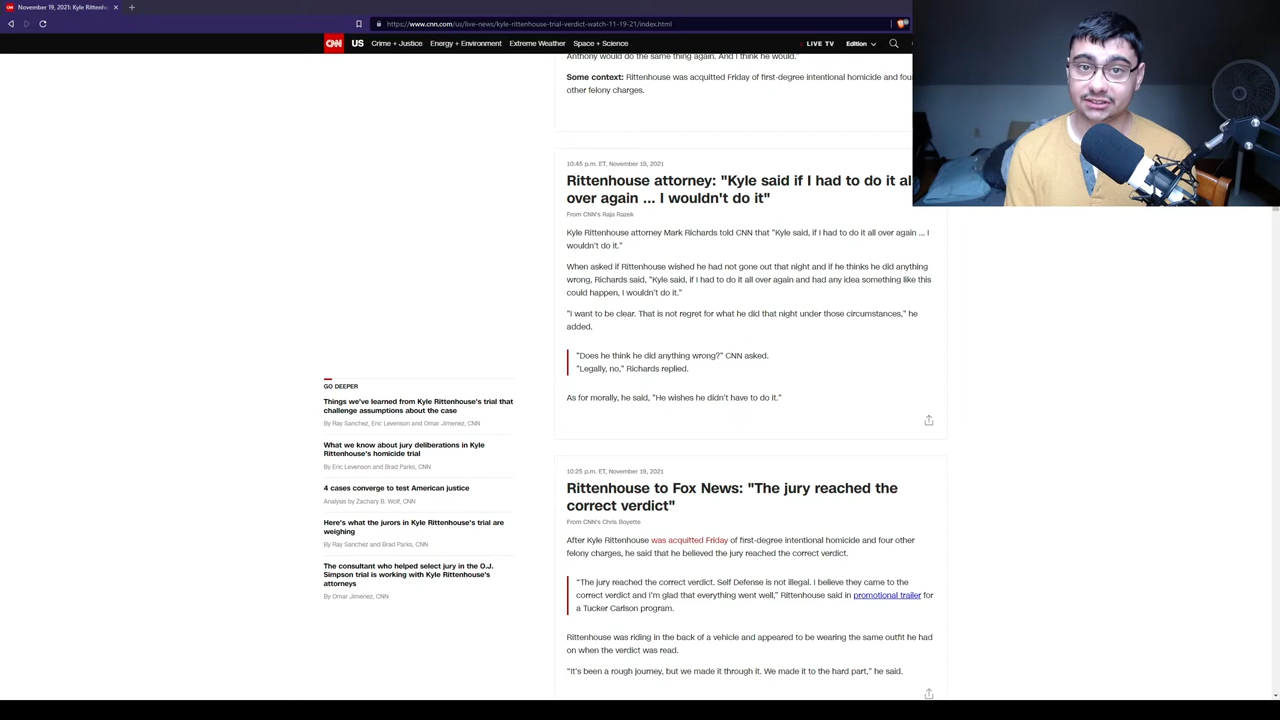 November 19, 2021: Kyle Rittenh
https://www.cnn.com/us/live-news/kyle-rittenhouse-trial-verdict-watch-11-19-21/index.html
CNN US Crime + Justice Energy + Environment Extreme Weather Space + Science LIVE TV Edition
Anthony would do the same thing again. And I think he would."
Some context: Rittenhouse was acquitted Friday of first-degree intentional homicide and four
other felony charges.
10:45 p.m. ET, November 19, 2021
Rittenhouse attorney: "Kyle said if I had to do it al
over again ... I wouldn't do it"
From CNN's Raja Razek
Kyle Rittenhouse attorney Mark Richards told CNN that "Kyle said, if I had to do it all over again ... I
wouldn't do it."
When asked if Rittenhouse wished he had not gone out that night and if he thinks he did anything
wrong, Richards said, "Kyle said, if I had to do it all over again and had any idea something like this
could happen, I wouldn't do it."
"I want to be clear. That is not regret for what he did that night under those circumstances," he
added.
"Does he think he did anything wrong?" CNN asked.
"Legally, no," Richards replied.
As for morally, he said, "He wishes he didn't have to do it."
GO DEEPER
Things we've learned from Kyle Rittenhouse's trial that
challenge assumptions about the case
By Ray Sanchez, Eric Levenson and Omar Jimenez, CNN
What we know about jury deliberations in Kyle
Rittenhouse's homicide trial
By Eric Levenson and Brad Parks, CNN
4 cases converge to test American justice
Analysis by Zachary B. Wolf, CNN
Here's what the jurors in Kyle Rittenhouse's trial are
weighing
By Ray Sanchez and Brad Parks, CNN
The consultant who helped select jury in the O.J.
Simpson trial is working with Kyle Rittenhouse's
attorneys
By Omar Jimenez, CNN
10:25 p.m. ET, November 19, 2021
Rittenhouse to Fox News: "The jury reached the
correct verdict"
From CNN's Chris Boyette
After Kyle Rittenhouse was acquitted Friday of first-degree intentional homicide and four other
felony charges, he said that he believed the jury reached the correct verdict.
"The jury reached the correct verdict. Self Defense is not illegal. I believe they came to the
correct verdict and I'm glad that everything went well," Rittenhouse said in promotional trailer for
a Tucker Carlson program.
Rittenhouse was riding in the back of a vehicle and appeared to be wearing the same outfit he had
on when the verdict was read.
"It's been a rough journey, but we made it through it. We made it to the hard part," he said.